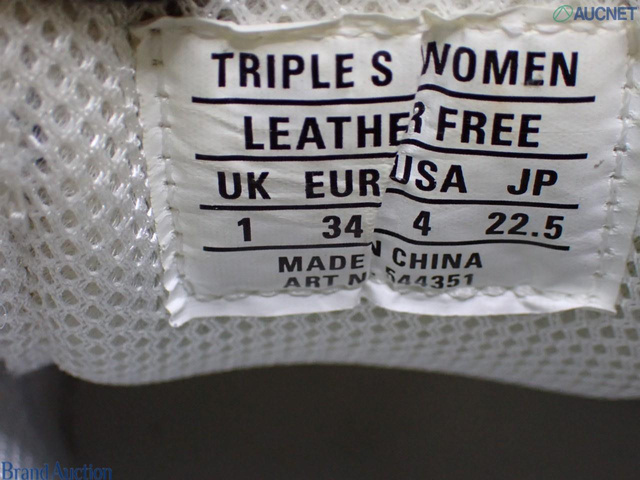 AUCNET
TRIPLE S WOMEN
LEATHER FREE
UK EUR USA JP
1 34 4 22.5
MADE IN CHINA
ART N 544351
Brand Auction